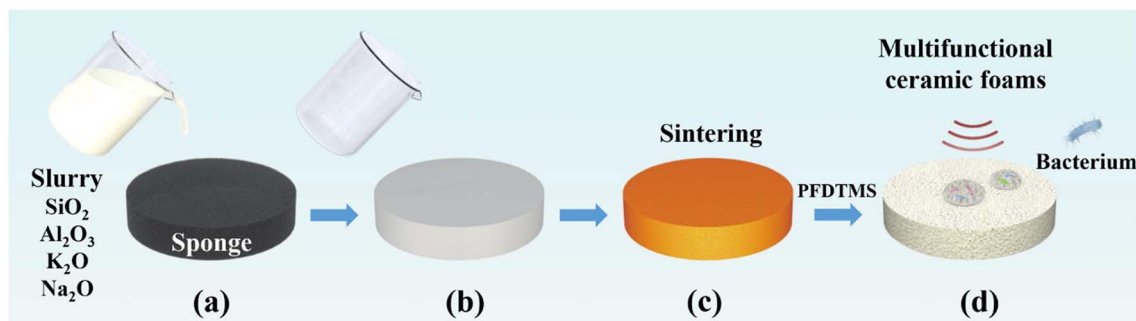 Slurry
SiO₂
Al₂O₃
K₂O
Na₂O
Sponge
(a)
(b)
Sintering
(c)
PFDTMS
Multifunctional
ceramic foams
Bacterium
(d)